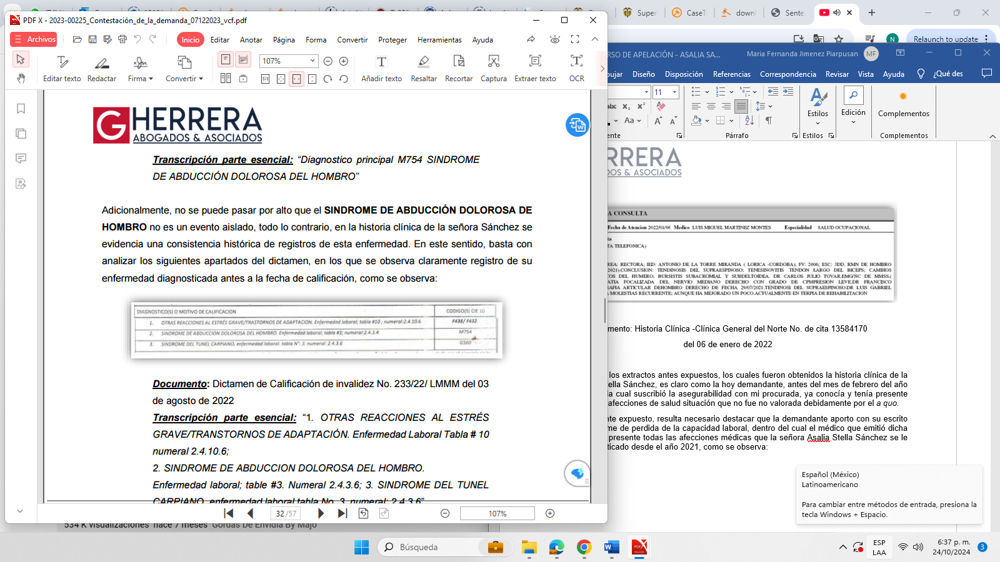 PDF X - 2023-00225_Contestación_de_la_demanda_07122023_vcf.pdf
Super
CaseT
downl
Sente
Relaunch to update
Archivos
Inicio
Editar
Anotar
Página
Forma
Convertir
Proteger
Herramientas
Ayuda
107%
Editar texto
Redactar
Firma
Convertir
Añadir texto
Resaltar
Recortar
Captura
Extraer texto
OCR
GHERRERA
ABOGADOS & ASOCIADOS
Transcripción parte esencial: “Diagnostico principal M754 SINDROME
DE ABDUCCIÓN DOLOROSA DEL HOMBRO”
Adicionalmente, no se puede pasar por alto que el SINDROME DE ABDUCCIÓN DOLOROSA DE
HOMBRO no es un evento aislado, todo lo contrario, en la historia clínica de la señora Sánchez se
evidencia una consistencia histórica de registros de esta enfermedad. En este sentido, basta con
analizar los siguientes apartados del dictamen, en los que se observa claramente registro de su
enfermedad diagnosticada antes a la fecha de calificación, como se observa:
DIAGNOSTICO(S) O MOTIVO DE CALIFICACION CODIGO(S) CIE 10
1. OTRAS REACCIONES AL ESTRÉS GRAVE/TRASTORNOS DE ADAPTACION. Enfermedad laboral; tabla #10 ; numeral:2.4.10.6 F438/ F432
2. SINDROME DE ABDUCCION DOLOROSA DEL HOMBRO. Enfermedad laboral; tabla #3; numeral:2.4.3.4 M754
3. SINDROME DEL TUNEL CARPIANO. enfermedad laboral. tabla N°: 3. numeral: 2.4.3.6 G560
Documento: Dictamen de Calificación de invalidez No. 233/22/ LMMM del 03
de agosto de 2022
Transcripción parte esencial: “1. OTRAS REACCIONES AL ESTRÉS
GRAVE/TRANSTORNOS DE ADAPTACIÓN. Enfermedad Laboral Tabla # 10
numeral 2.4.10.6;
2. SINDROME DE ABDUCCION DOLOROSA DEL HOMBRO.
Enfermedad laboral; table #3. Numeral 2.4.3.6; 3. SINDROME DEL TUNEL
CARPIANO. enfermedad laboral tabla No. 3. numeral: 2.4.3.6”
32 /57
107%
534 K visualizaciones hace 7 meses Gordas De Envidia By Majo
RSO DE APELACIÓN - ASALIA SA...
Maria Fernanda Jimenez Piarpusan
MF
bujar
Diseño
Disposición
Referencias
Correspondencia
Revisar
Vista
Ayuda
¿Qué des
11
Estilos
Edición
Complementos
ente
Párrafo
Estilos
Complementos
RRERA
DOS & ASOCIADOS
A CONSULTA
Fecha de Atencion 2022/01/06 Medico LUIS MIGUEL MARTINEZ MONTES Especialidad SALUD OCUPACIONAL
ta
TA TELEFONICA)
REA: RECTORA; IED: ANTONIO DE LA TORRE MIRANDA ( LORICA -CORDOBA); FV: 2006; ESC: 3DD. RMN DE HOMBRO
2021).CONCLUSION: TENDINOSIS DEL SUPRAESPINOSO; TENESINOVITIS TENDON LARGO DEL BICEPS; CAMBIOS
OS DEL HUMERO; BURSISTIS SUBACROMIAL Y SUBDELTOIDEA. DR CARLOS JULIO TOVAR.EMG/NC DE MMSS.(
ATIA FOCALIZADA DEL NERVIO MEDIANO DERECHO CON GRADO DE CPMPRESION LEVE.DR FRANCISCO
RAFIA ARTICULAR DEHOMBRO DERECHO DE FECHA 29/07/2021.TENDINOSI DEL SUPRAESPINOSO.DR LUIS GABRIEL
A MOLESTIAS RECURRENTE; AUNQUE HA MEJORADO UN POCO.ACTUALMENTE EN TERPIA DE REHABILITACION
mento: Historia Clínica -Clínica General del Norte No. de cita 13584170
del 06 de enero de 2022
los extractos antes expuestos, los cuales fueron obtenidos la historia clínica de la
ella Sánchez, es claro como la hoy demandante, antes del mes de febrero del año
la cual suscribió la asegurabilidad con mi procurada, ya conocía y tenía presente
afecciones de salud situación que no fue no valorada debidamente por el a quo.
nte expuesto, resulta necesario destacar que la demandante aporto con su escrito
me de perdida de la capacidad laboral, dentro del cual el médico que emitió dicha
presente todas las afecciones médicas que la señora Asalia Stella Sánchez se le
ticado desde el año 2021, como se observa:
Español (México)
Latinoamericano
Para cambiar entre métodos de entrada, presiona la
tecla Windows + Espacio.
Búsqueda
ESP
LAA
6:37 p. m.
24/10/2024
3